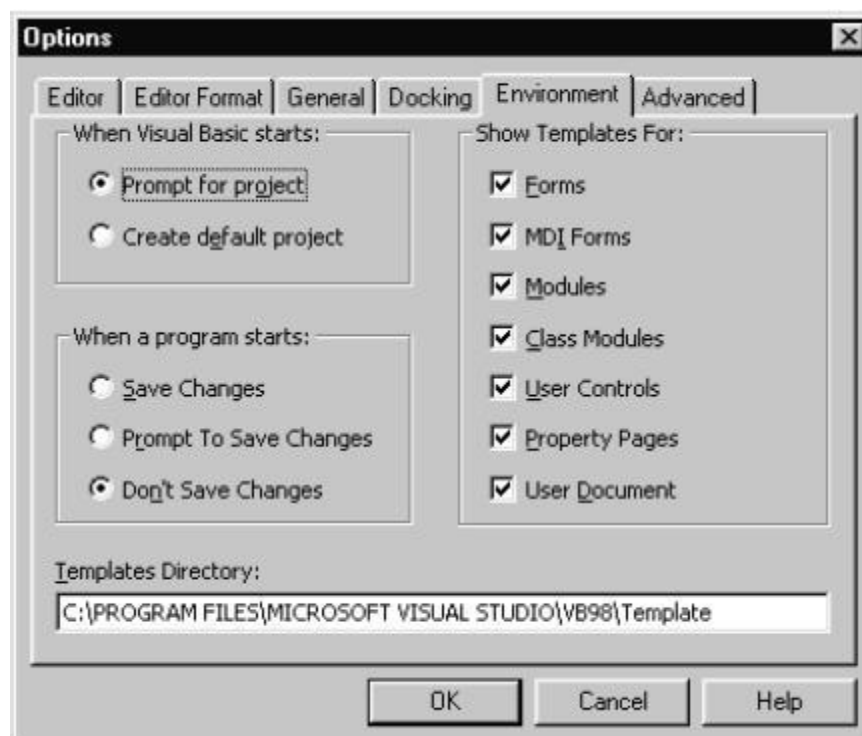 Options
Editor Editor Format General Docking Environment Advanced
When Visual Basic starts:
Prompt for project
Create default project
When a program starts:
Save Changes
Prompt To Save Changes
Don't Save Changes
Show Templates For:
Forms
MDI Forms
Modules
Class Modules
User Controls
Property Pages
User Document
Templates Directory:
C:\PROGRAM FILES\MICROSOFT VISUAL STUDIO\VB98\Template
OK Cancel Help